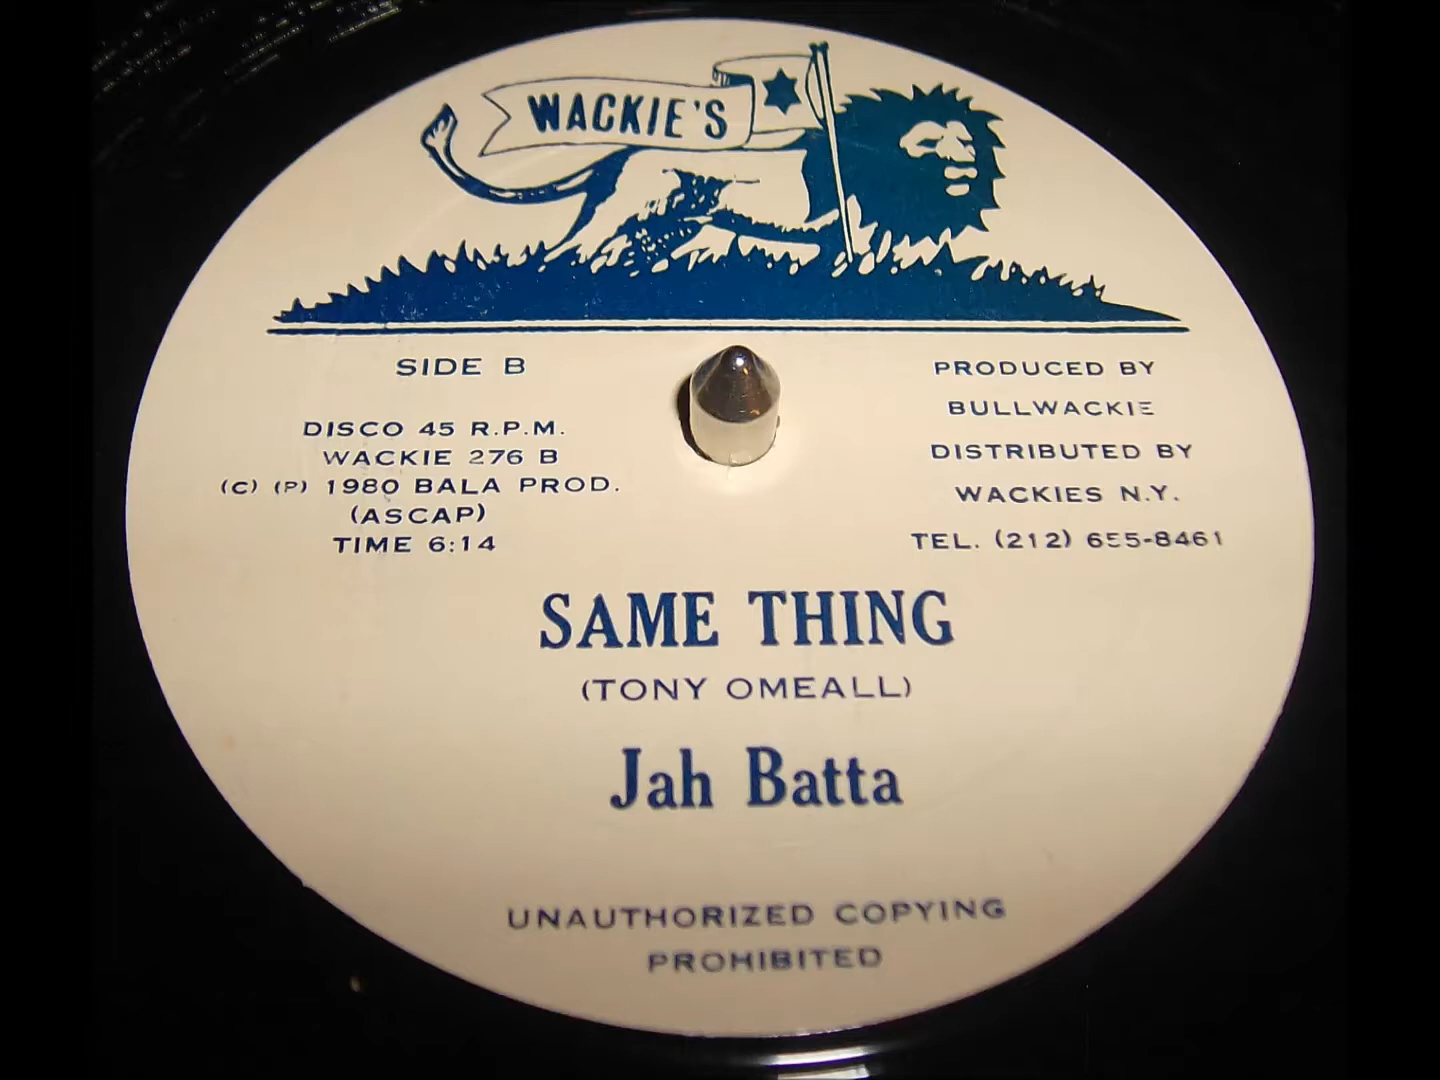 WACKIE'S
SIDE B
DISCO 45 R.P.M.
WACKIE 276 B
(C) (P) 1980 BALA PROD.
(ASCAP)
TIME 6:14
PRODUCED BY
BULLWACKIE
DISTRIBUTED BY
WACKIES N.Y.
TEL. (212) 655-8461
SAME THING
(TONY OMEALL)
Jah Batta
UNAUTHORIZED COPYING
PROHIBITED